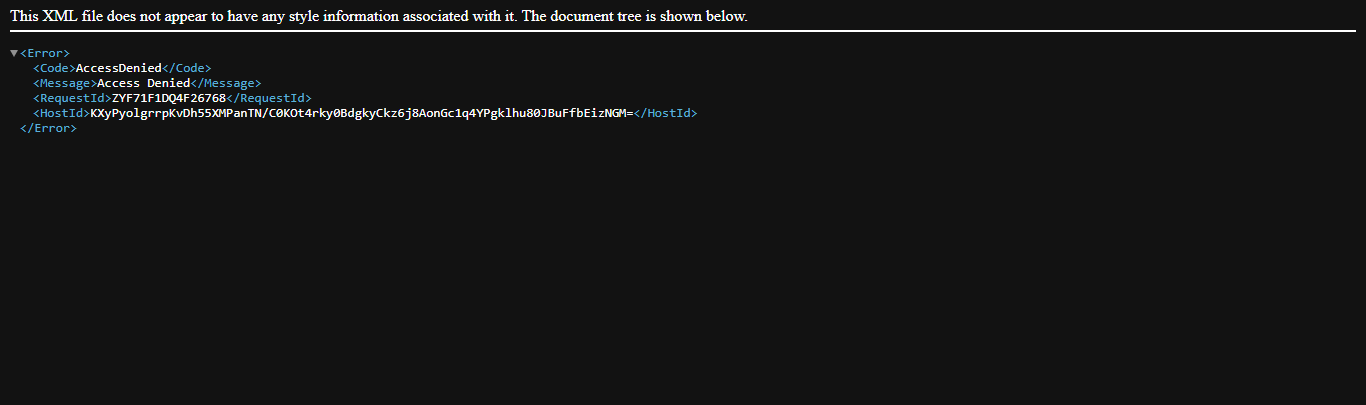 This XML file does not appear to have any style information associated with it. The document tree is shown below.
▼<Error>
<Code>AccessDenied</Code>
<Message>Access Denied</Message>
<RequestId>ZYF71F1DQ4F26768</RequestId>
<HostId>KXyPyolgrrpKvDh55XMPanTN/C0KOt4rky0BdgkyCkz6j8AonGc1q4YPgklhu80JBuFfbEizNGM=</HostId>
</Error>